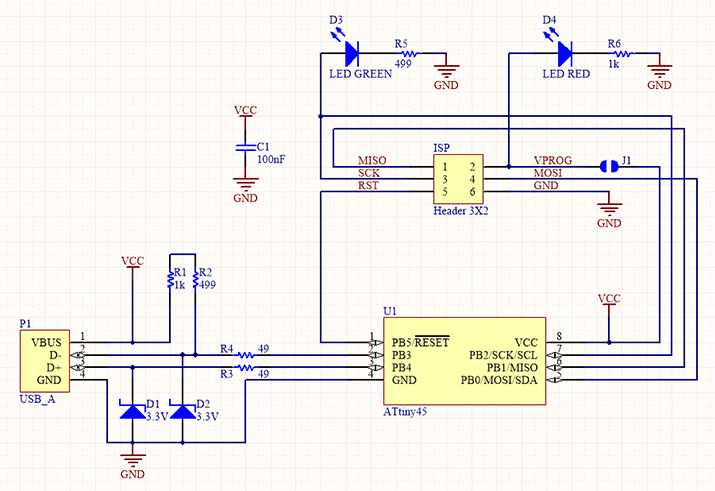 D3
D4
R5
499
R6
1k
LED GREEN
LED RED
GND
GND
VCC
C1
100nF
GND
ISP
MISO
SCK
RST
1 2
3 4
5 6
VPROG
MOSI
GND
J1
Header 3X2
GND
VCC
R1
1k
R2
499
VCC
P1
VBUS 1
D- 2
D+ 3
GND 4
USB_A
R4 49
R3 49
D1
3.3V
D2
3.3V
GND
U1
1 PB5/RESET VCC 8
2 PB3 PB2/SCK/SCL 7
3 PB4 PB1/MISO 6
4 GND PB0/MOSI/SDA 5
ATtiny45